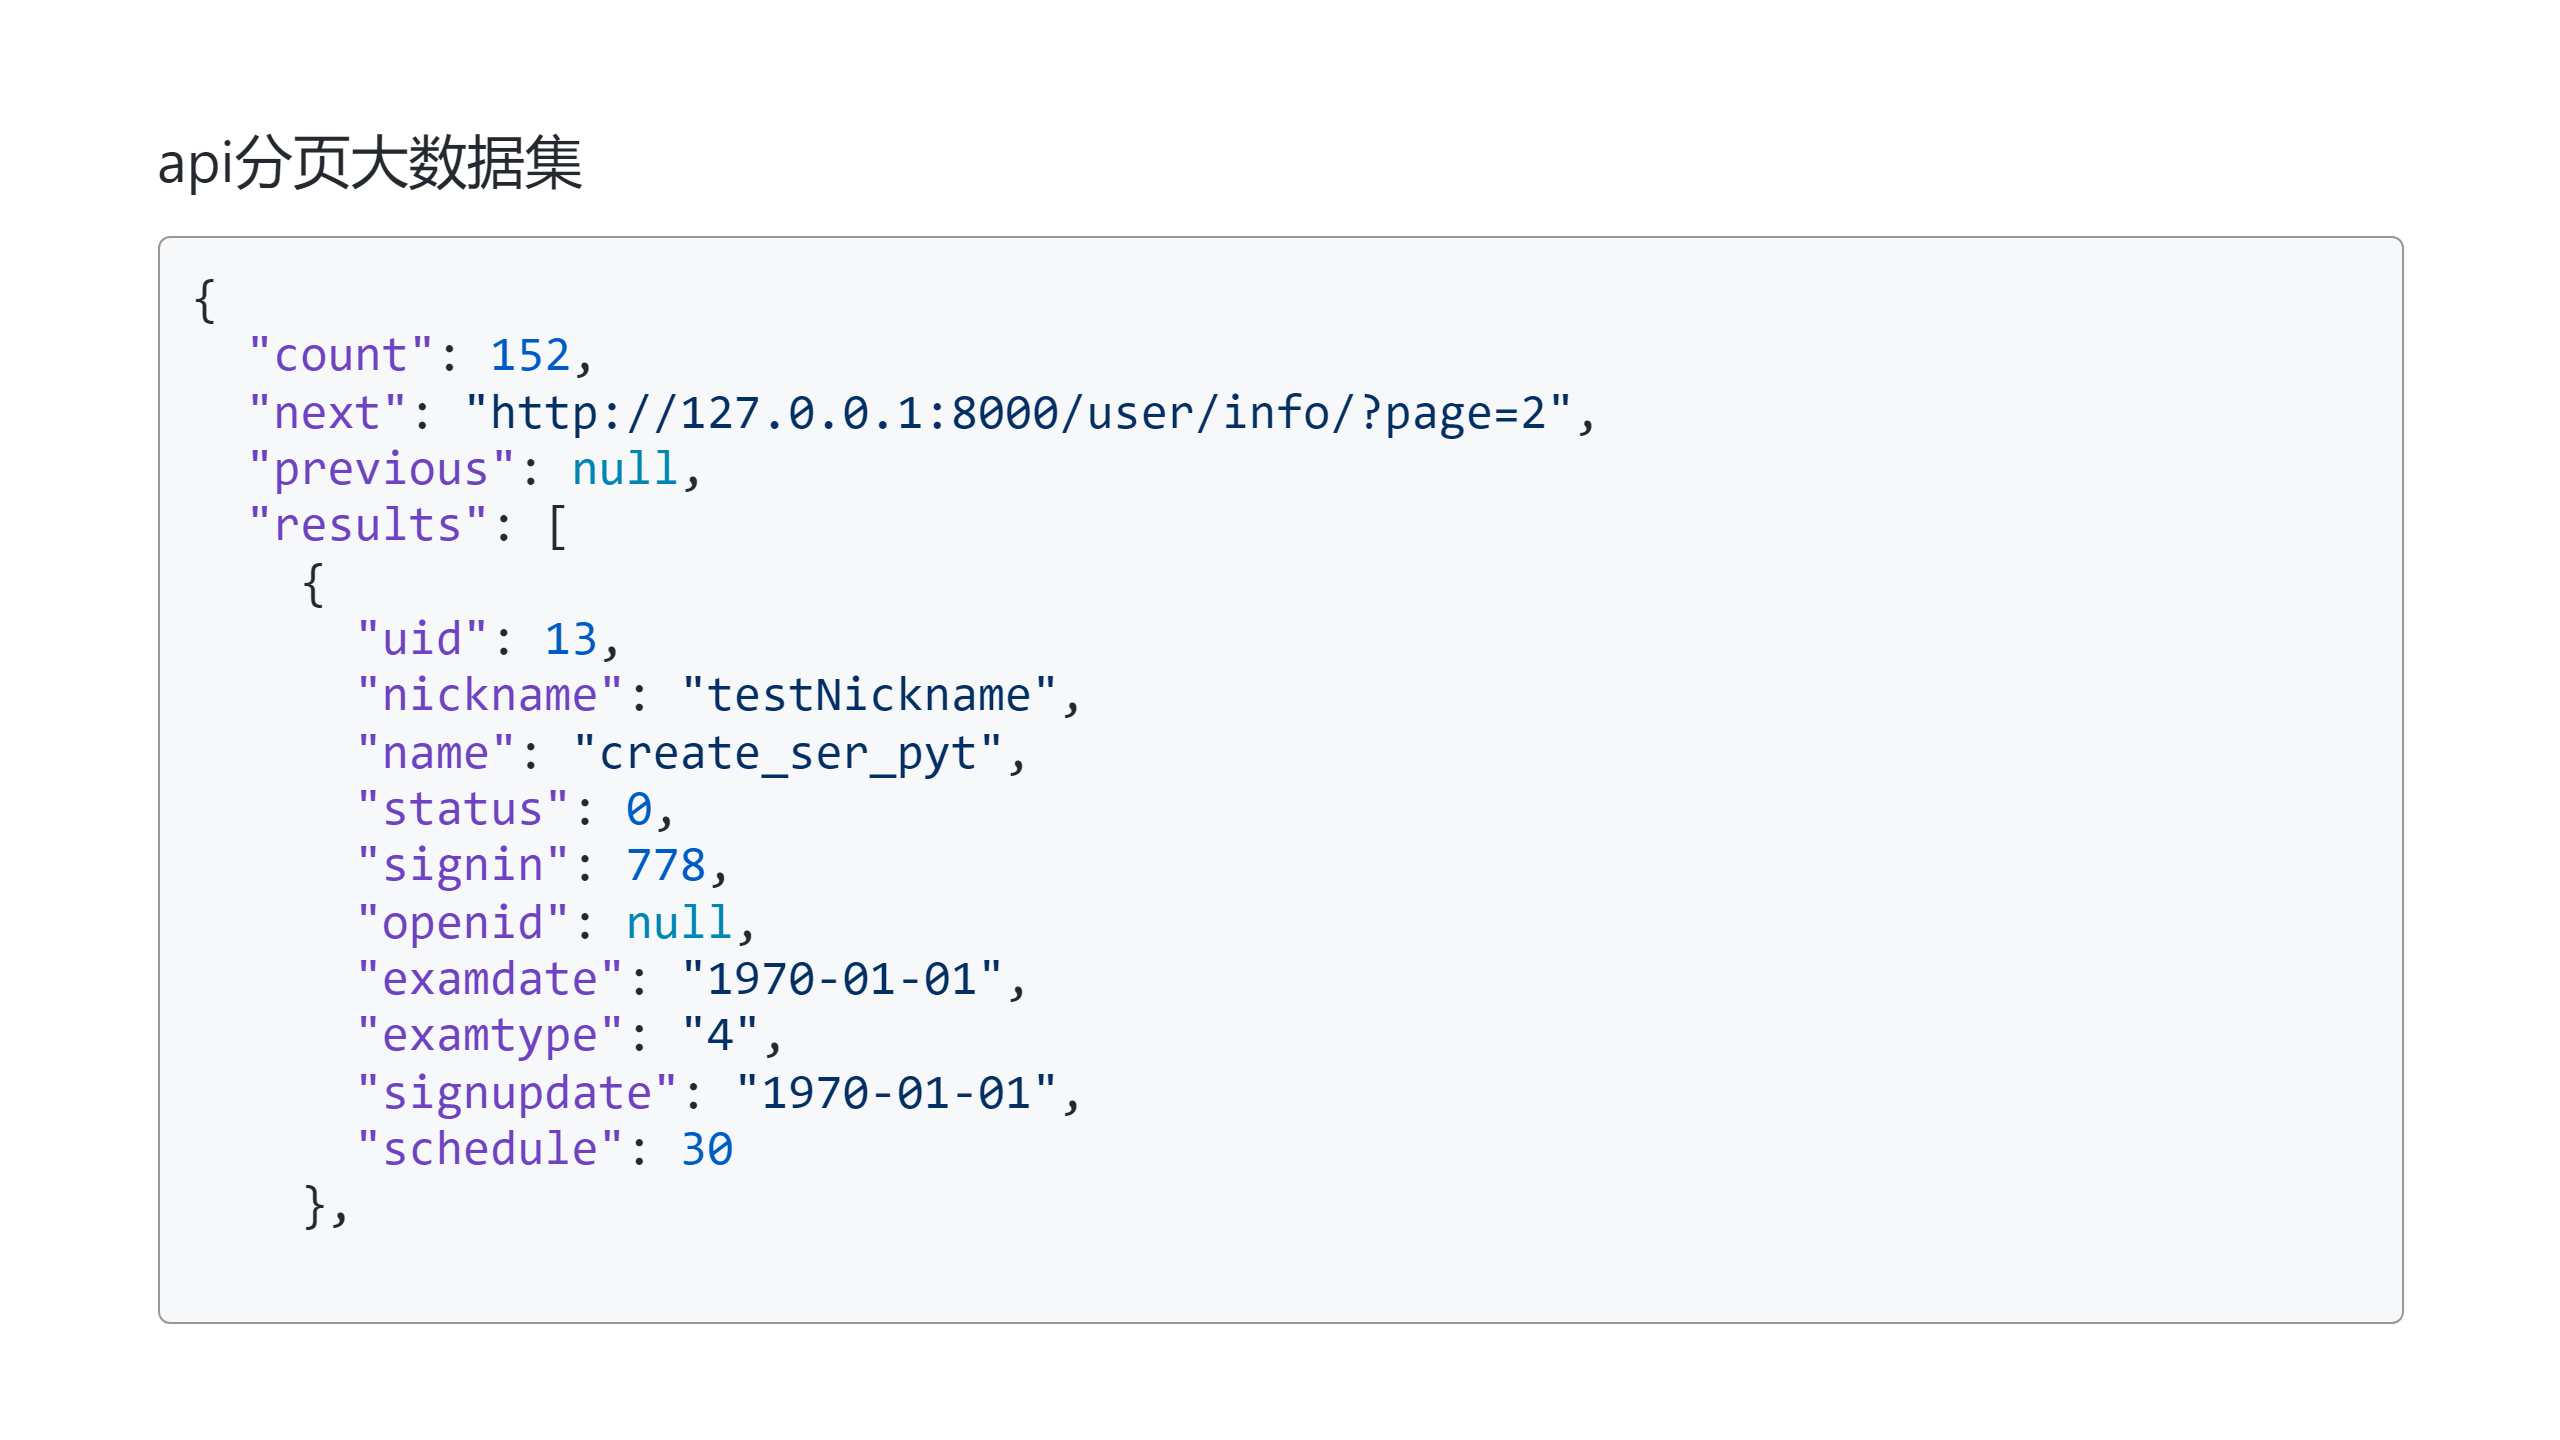 api分页大数据集
{
  "count": 152,
  "next": "http://127.0.0.1:8000/user/info/?page=2",
  "previous": null,
  "results": [
    {
      "uid": 13,
      "nickname": "testNickname",
      "name": "create_ser_pyt",
      "status": 0,
      "signin": 778,
      "openid": null,
      "examdate": "1970-01-01",
      "examtype": "4",
      "signupdate": "1970-01-01",
      "schedule": 30
    },